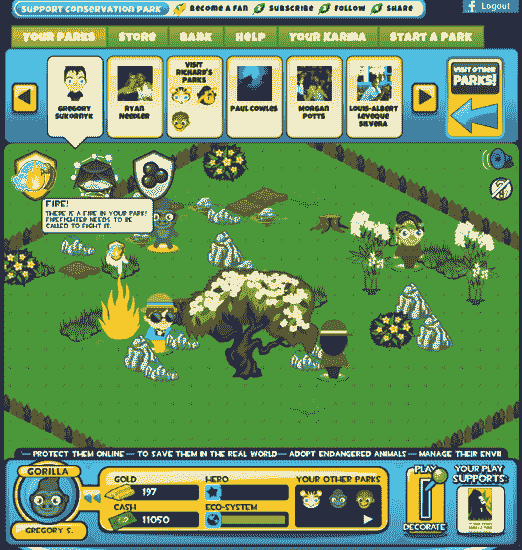 SUPPORT CONSERVATION PARK
BECOME A FAN
SUBSCRIBE
FOLLOW
SHARE
Logout
YOUR PARKS
STORE
BABK
HELP
YOUR KARMA
START A PARK
GREGORY
SUKORNYK
RYAN
NEEDLER
VISIT
RICHARD'S
PARKS
PAUL COWLES
MORGAN
POTTS
LOUIS-ALBERT
LEVEQUE
SILVERA
VISIT OTHER
PARKS!
FIRE!
THERE IS A FIRE IN YOUR PARK!
FIREFIGHTER NEEDS TO BE
CALLED TO FIGHT IT.
PROTECT THEM ONLINE — TO SAVE THEM IN THE REAL WORLD— ADOPT ENDANGERED ANIMALS — MANAGE THEIR ENVI
GORILLA
GREGORY S.
GOLD
197
CASH
11050
HERO
ECO-SYSTEM
YOUR OTHER PARKS
PLAY
DECORATE
YOUR PLAY
SUPPORTS: